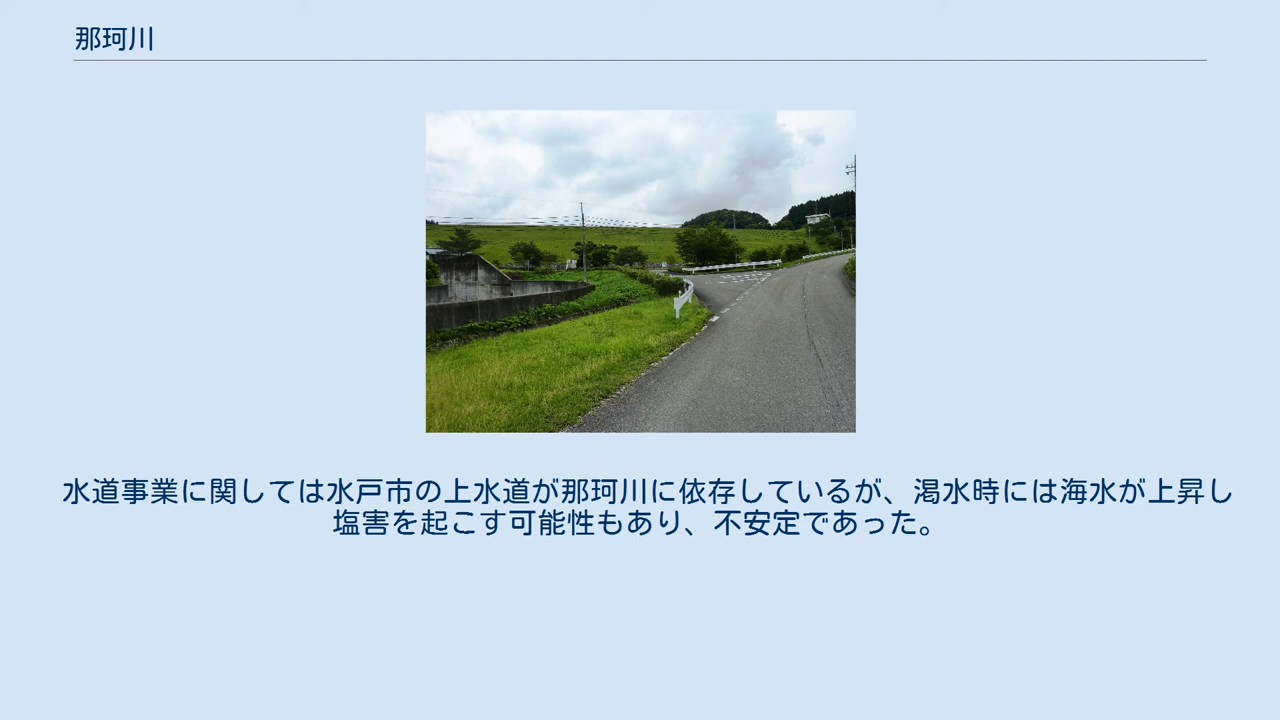 那珂川
水道事業に関しては水戸市の上水道が那珂川に依存しているが、渇水時には海水が上昇し
塩害を起こす可能性もあり、不安定であった。